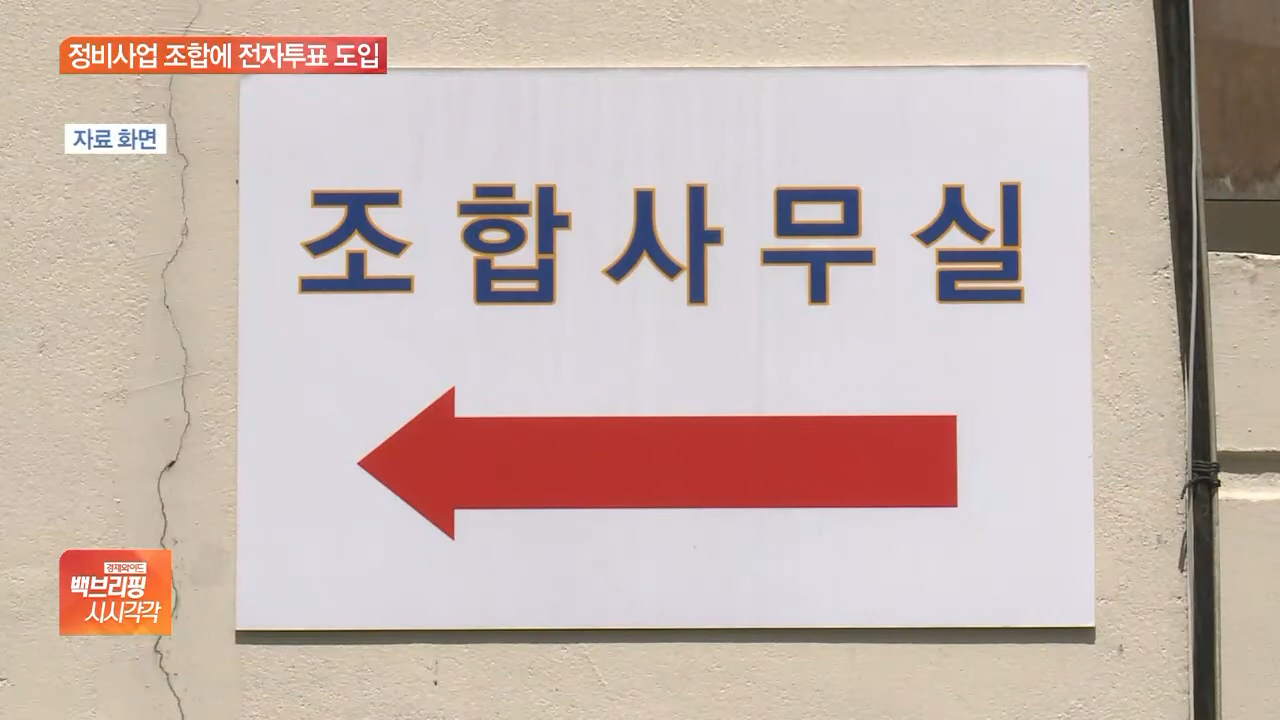 정비사업 조합에 전자투표 도입
자료 화면
조합사무실
경제와이드
백브리핑
시시각각